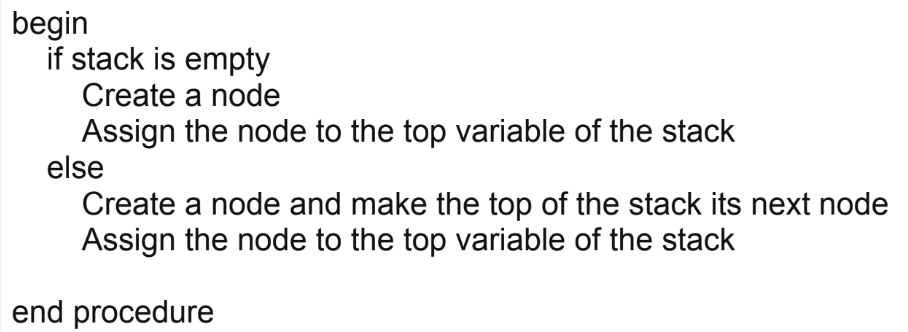 begin
if stack is empty
Create a node
Assign the node to the top variable of the stack
else
Create a node and make the top of the stack its next node
Assign the node to the top variable of the stack
end procedure